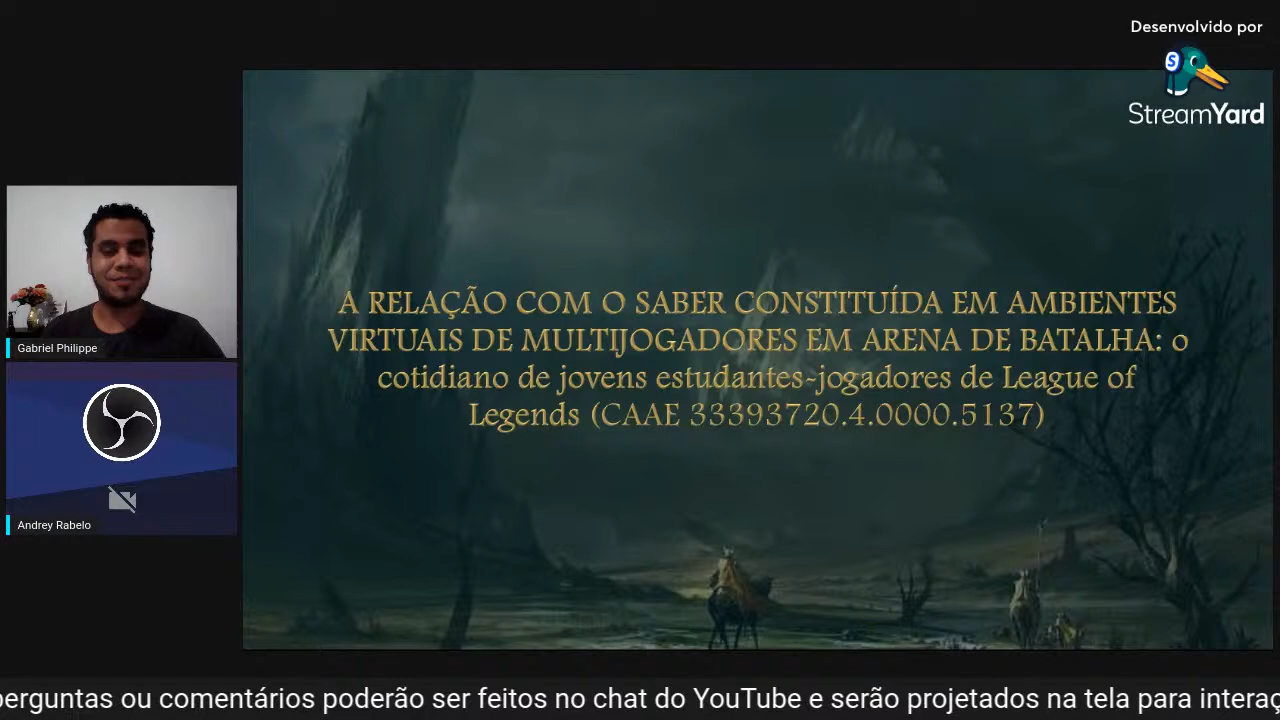 Desenvolvido por
S
StreamYard
A RELAÇÃO COM O SABER CONSTITUÍDA EM AMBIENTES
VIRTUAIS DE MULTIJOGADORES EM ARENA DE BATALHA: o
cotidiano de jovens estudantes-jogadores de League of
Legends (CAAE 33393720.4.0000.5137)
Gabriel Philippe
Andrey Rabelo
perguntas ou comentários poderão ser feitos no chat do YouTube e serão projetados na tela para interaç